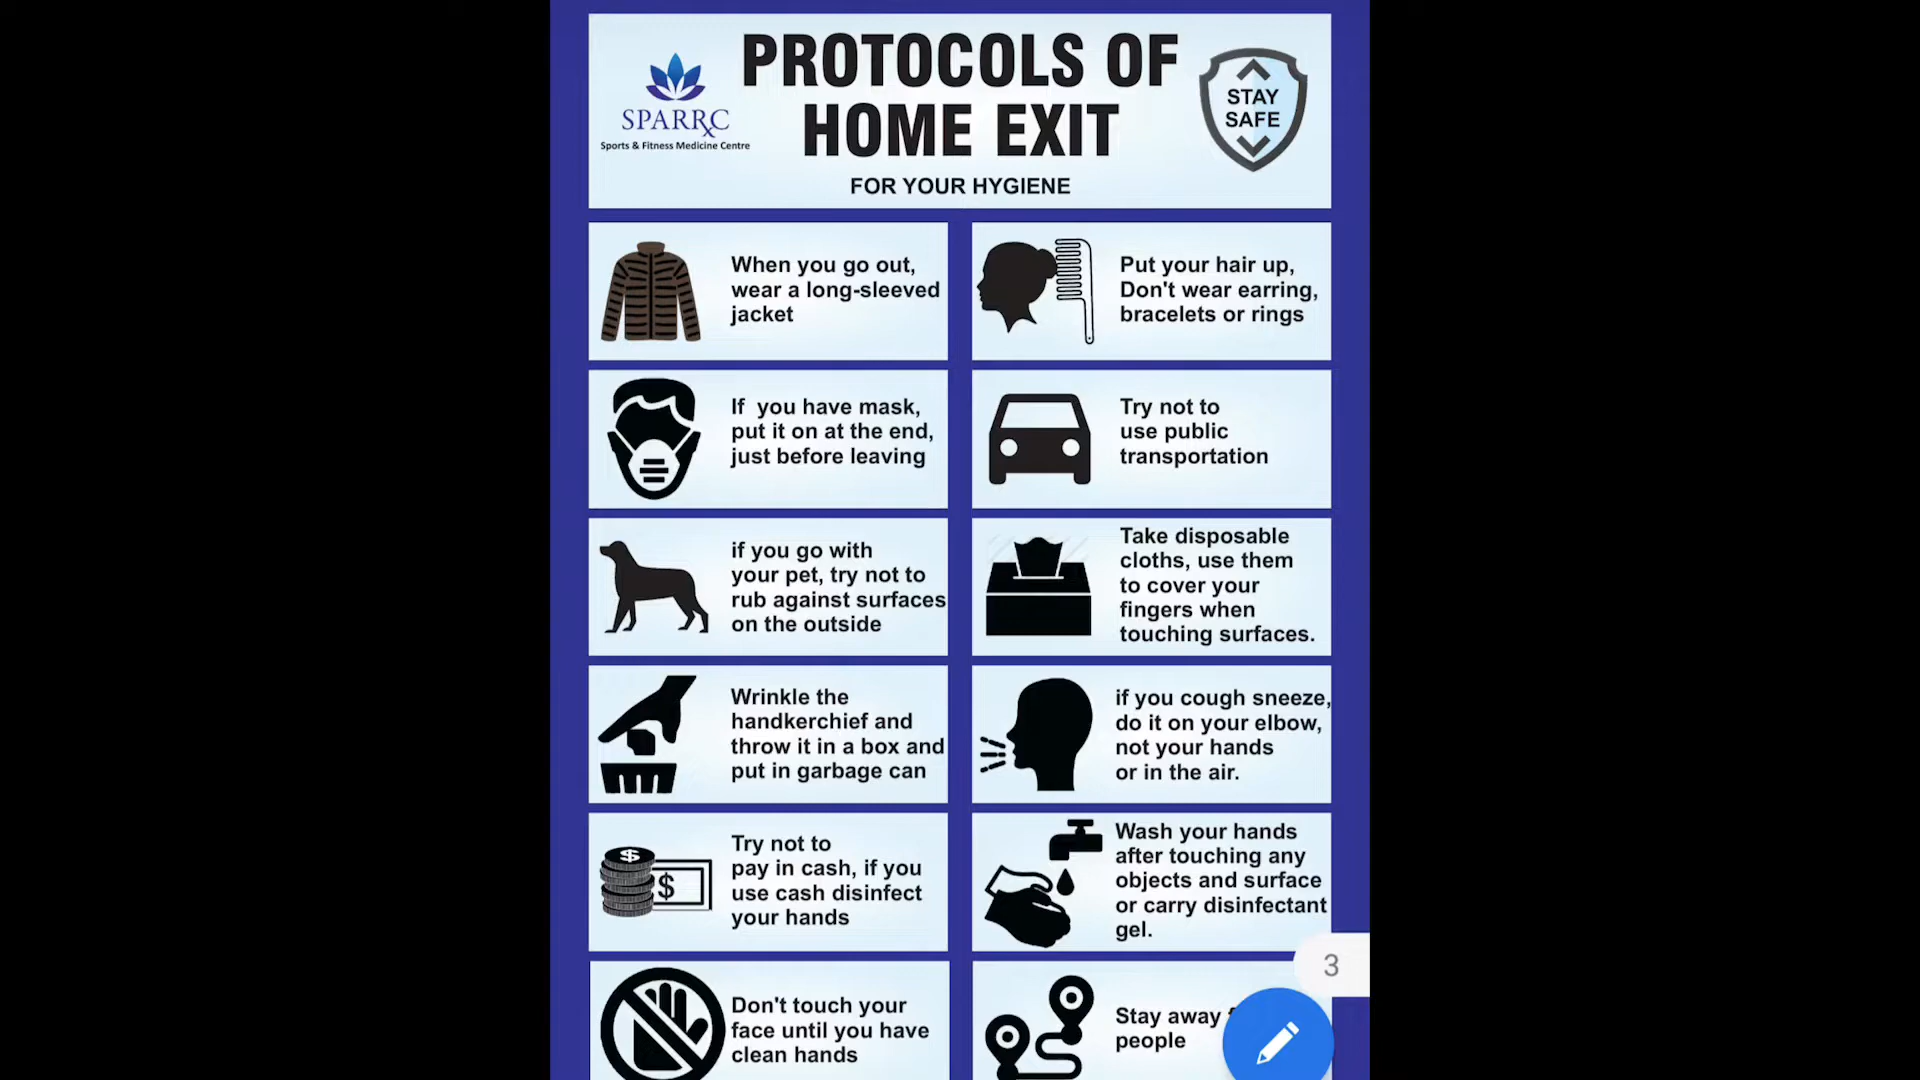 PROTOCOLS OF
HOME EXIT
FOR YOUR HYGIENE
SPARRC
Sports & Fitness Medicine Centre
STAY
SAFE
When you go out,
wear a long-sleeved
jacket
Put your hair up,
Don't wear earring,
bracelets or rings
If you have mask,
put it on at the end,
just before leaving
Try not to
use public
transportation
if you go with
your pet, try not to
rub against surfaces
on the outside
Take disposable
cloths, use them
to cover your
fingers when
touching surfaces.
Wrinkle the
handkerchief and
throw it in a box and
put in garbage can
if you cough sneeze,
do it on your elbow,
not your hands
or in the air.
$
$
Try not to
pay in cash, if you
use cash disinfect
your hands
Wash your hands
after touching any
objects and surface
or carry disinfectant
gel.
Don't touch your
face until you have
clean hands
Stay away
people
3